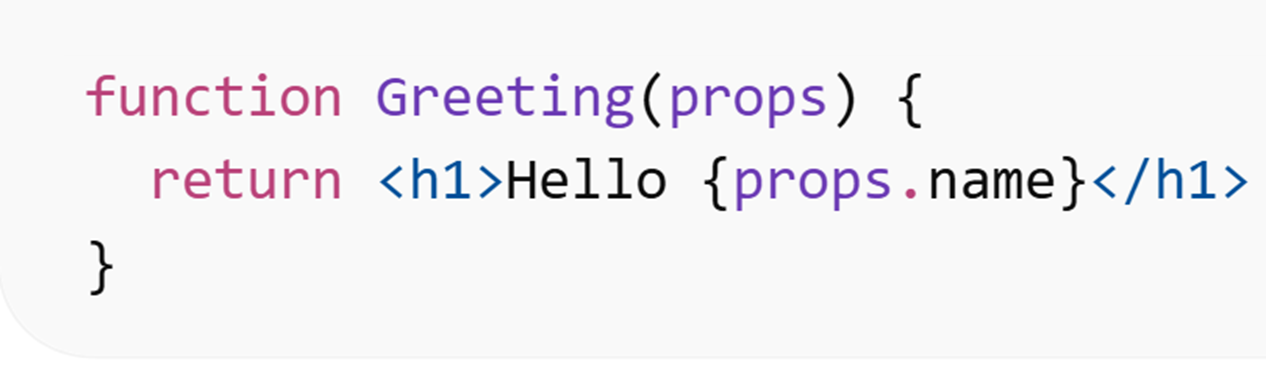 function Greeting(props) {
  return <h1>Hello {props.name}</h1>
}